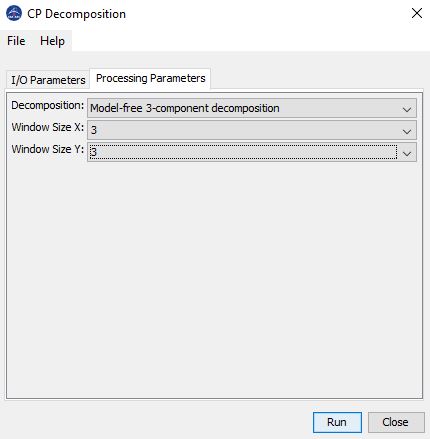 CP Decomposition
File Help
I/O Parameters Processing Parameters
Decomposition: Model-free 3-component decomposition
Window Size X: 3
Window Size Y: 3
Run Close